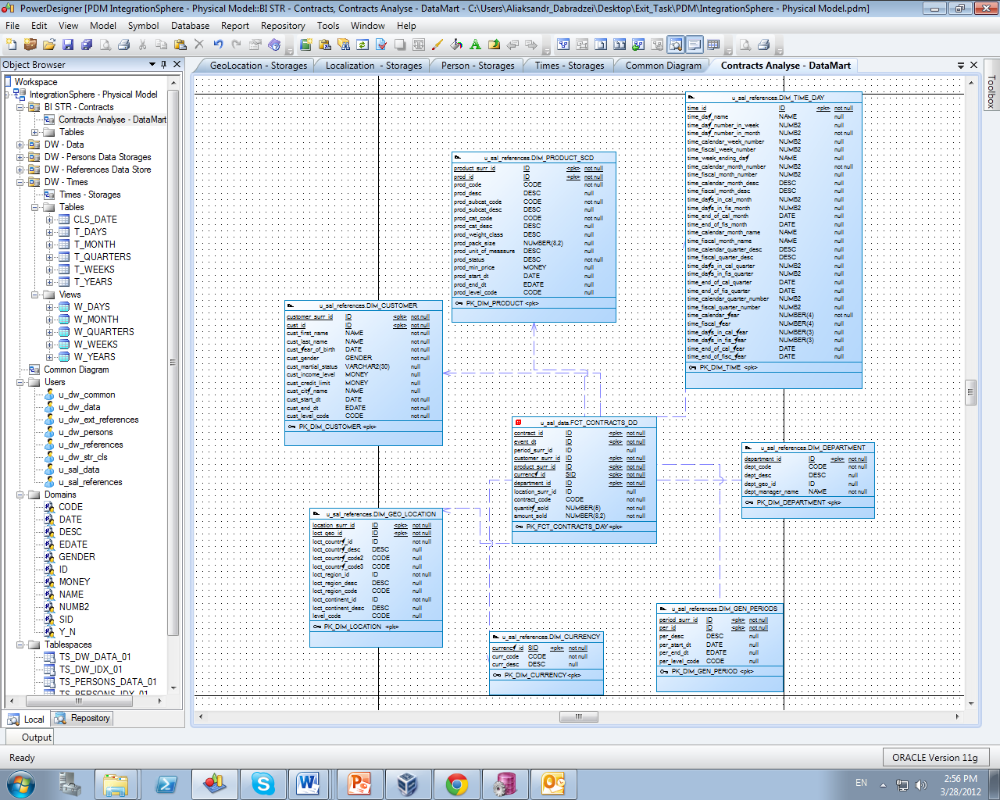 PowerDesigner [PDM IntegrationSphere - Physical Model::BI STR - Contracts, Contracts Analyse - DataMart - C:\Users\Aliaksandr_Dabradzei\Desktop\Exit_Task\PDM\IntegrationSphere - Physical Model.pdm]
File Edit View Model Symbol Database Report Repository Tools Window Help
Object Browser
Workspace
IntegrationSphere - Physical Model
BI STR - Contracts
Contracts Analyse - DataMart
Tables
DW - Data
DW - Persons Data Storages
DW - References Data Store
DW - Times
Times - Storages
Tables
CLS_DATE
T_DAYS
T_MONTH
T_QUARTERS
T_WEEKS
T_YEARS
Views
W_DAYS
W_MONTH
W_QUARTERS
W_WEEKS
W_YEARS
Common Diagram
Users
u_dw_common
u_dw_data
u_dw_ext_references
u_dw_persons
u_dw_references
u_dw_str_cls
u_sal_data
u_sal_references
Domains
CODE
DATE
DESC
EDATE
GENDER
ID
MONEY
NAME
NUMB2
SID
Y_N
Tablespaces
TS_DW_DATA_01
TS_DW_IDX_01
TS_PERSONS_DATA_01
TS_PERSONS_IDX_01
Local Repository
Output
GeoLocation - Storages Localization - Storages Person - Storages Times - Storages Common Diagram Contracts Analyse - DataMart
Toolbox
u_sal_references.DIM_TIME_DAY
time_id ID <pk> not null
time_day_name NAME null
time_day_number_in_week NUMB2 null
time_day_number_in_month NUMB2 not null
time_calendar_week_number NUMB2 null
time_fiscal_week_number NUMB2 null
time_week_ending_day NAME null
time_calendar_month_number NUMB2 not null
time_fiscal_month_number NUMB2 null
time_calendar_month_desc DESC null
time_fiscal_month_desc DESC null
time_days_in_cal_month NUMB2 null
time_days_in_fis_month NUMB2 null
time_end_of_cal_month DATE null
time_end_of_fis_month DATE null
time_calendar_month_name NAME null
time_fiscal_month_name NAME null
time_calendar_quarter_desc DESC null
time_fiscal_quarter_desc DESC null
time_days_in_cal_quarter NUMB2 null
time_days_in_fis_quarter NUMB2 null
time_end_of_cal_quarter DATE null
time_end_of_fis_quarter DATE null
time_calendar_quarter_number NUMB2 null
time_fiscal_quarter_number NUMB2 null
time_calendar_year NUMBER(4) not null
time_fiscal_year NUMBER(4) null
time_days_in_cal_year NUMBER(3) null
time_days_in_fis_year NUMBER(3) null
time_end_of_cal_year DATE null
time_end_of_fisc_year DATE null
PK_DIM_TIME <pk>
u_sal_references.DIM_PRODUCT_SCD
product_surr_id ID <pk> not null
prod_id ID <pk> not null
prod_code CODE not null
prod_desc DESC null
prod_subcat_code CODE not null
prod_subcat_desc DESC null
prod_cat_code CODE not null
prod_cat_desc DESC null
prod_weight_class DESC null
prod_pack_size NUMBER(8,2) null
prod_unit_of_meassure DESC null
prod_status DESC not null
prod_min_price MONEY null
prod_start_dt DATE null
prod_end_dt EDATE null
prod_level_code CODE null
PK_DIM_PRODUCT <pk>
u_sal_references.DIM_CUSTOMER
customer_surr_id ID <pk> not null
cust_id ID <pk> not null
cust_first_name NAME not null
cust_last_name NAME not null
cust_year_of_birth DATE not null
cust_gender GENDER not null
cust_martial_status VARCHAR2(30) null
cust_income_level MONEY null
cust_credit_limit MONEY null
cust_city_name NAME null
cust_start_dt DATE not null
cust_end_dt EDATE not null
cust_level_code CODE not null
PK_DIM_CUSTOMER <pk>
u_sal_data.FCT_CONTRACTS_DD
contract_id ID <pk> not null
event_dt ID <pk> not null
period_surr_id ID null
customer_surr_id ID <pk> not null
product_surr_id ID <pk> not null
currency_id SID <pk> not null
department_id ID <pk> not null
location_surr_id ID null
contract_code CODE not null
quantity_sold NUMBER(5) not null
amount_sold NUMBER(8,2) not null
PK_FCT_CONTRACTS_DAY <pk>
u_sal_references.DIM_DEPARTMENT
department_id ID <pk> not null
dept_code CODE not null
dept_desc DESC null
dept_geo_id ID null
dept_manager_name NAME not null
PK_DIM_DEPARTMENT <pk>
u_sal_references.DIM_GEO_LOCATION
location_surr_id ID <pk> not null
loct_geo_id ID <pk> not null
loct_country_id ID not null
loct_country_desc DESC null
loct_country_code2 CODE null
loct_country_code3 CODE null
loct_region_id ID not null
loct_region_desc DESC null
loct_region_code CODE null
loct_continent_id ID not null
loct_continent_desc DESC null
level_code CODE null
PK_DIM_LOCATION <pk>
u_sal_references.DIM_CURRENCY
currency_id SID <pk> not null
curr_code CODE not null
curr_desc DESC null
PK_DIM_CURRENCY <pk>
u_sal_references.DIM_GEN_PERIODS
period_surr_id ID <pk> not null
per_id ID <pk> not null
per_desc DESC null
per_start_dt DATE null
per_end_dt EDATE null
per_level_code CODE null
PK_DIM_GEN_PERIOD <pk>
Ready
ORACLE Version 11g
EN
2:56 PM
3/28/2012